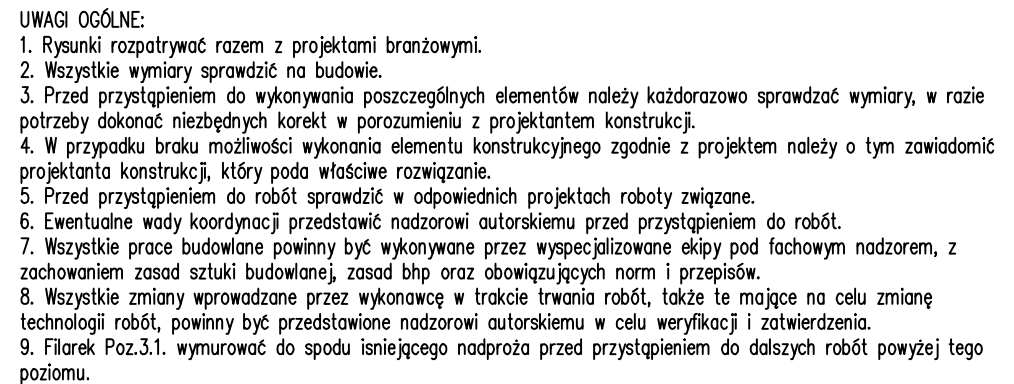 UWAGI OGÓLNE:
1. Rysunki rozpatrywać razem z projektami branżowymi.
2. Wszystkie wymiary sprawdzić na budowie.
3. Przed przystąpieniem do wykonywania poszczególnych elementów należy każdorazowo sprawdzać wymiary, w razie
potrzeby dokonać niezbędnych korekt w porozumieniu z projektantem konstrukcji.
4. W przypadku braku możliwości wykonania elementu konstrukcyjnego zgodnie z projektem należy o tym zawiadomić
projektanta konstrukcji, który poda właściwe rozwiązanie.
5. Przed przystąpieniem do robót sprawdzić w odpowiednich projektach roboty związane.
6. Ewentualne wady koordynacji przedstawić nadzorowi autorskiemu przed przystąpieniem do robót.
7. Wszystkie prace budowlane powinny być wykonywane przez wyspecjalizowane ekipy pod fachowym nadzorem, z
zachowaniem zasad sztuki budowlanej, zasad bhp oraz obowiązujących norm i przepisów.
8. Wszystkie zmiany wprowadzane przez wykonawcę w trakcie trwania robót, także te mające na celu zmianę
technologii robót, powinny być przedstawione nadzorowi autorskiemu w celu weryfikacji i zatwierdzenia.
9. Filarek Poz.3.1. wymurować do spodu isniejącego nadproża przed przystąpieniem do dalszych robót powyżej tego
poziomu.